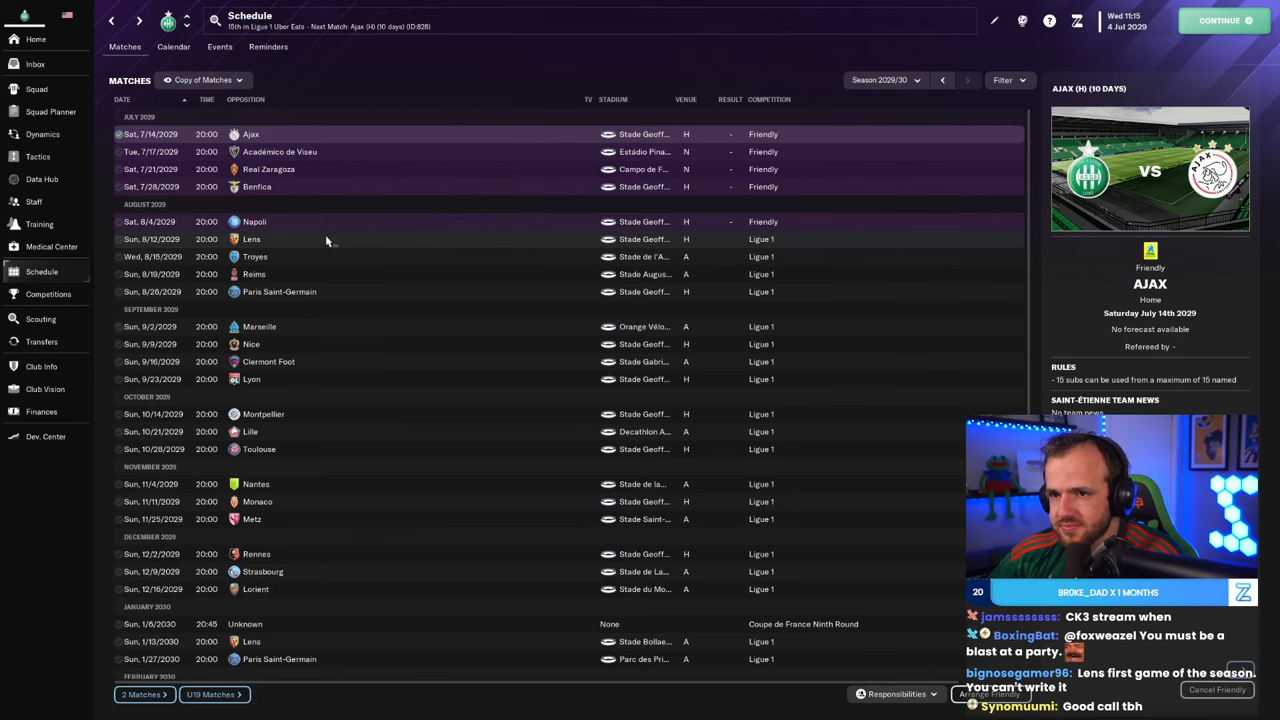 Schedule
15th in Ligue 1 Uber Eats - Next Match: Ajax (H) (10 days) (ID:828)
Wed 11:15
4 Jul 2029
CONTINUE
Home
Inbox
Squad
Squad Planner
Dynamics
Tactics
Data Hub
Staff
Training
Medical Center
Schedule
Competitions
Scouting
Transfers
Club Info
Club Vision
Finances
Dev. Center
Matches Calendar Events Reminders
MATCHES Copy of Matches Season 2029/30 Filter
DATE TIME OPPOSITION TV STADIUM VENUE RESULT COMPETITION
JULY 2029
Sat, 7/14/2029 20:00 Ajax Stade Geoff... H - Friendly
Tue, 7/17/2029 20:00 Académico de Viseu Estádio Pina... N - Friendly
Sat, 7/21/2029 20:00 Real Zaragoza Campo de F... N - Friendly
Sat, 7/28/2029 20:00 Benfica Stade Geoff... H - Friendly
AUGUST 2029
Sat, 8/4/2029 20:00 Napoli Stade Geoff... H - Friendly
Sun, 8/12/2029 20:00 Lens Stade Geoff... H Ligue 1
Wed, 8/15/2029 20:00 Troyes Stade de l'A... A Ligue 1
Sun, 8/19/2029 20:00 Reims Stade Augus... A Ligue 1
Sun, 8/26/2029 20:00 Paris Saint-Germain Stade Geoff... H Ligue 1
SEPTEMBER 2029
Sun, 9/2/2029 20:00 Marseille Orange Vélo... A Ligue 1
Sun, 9/9/2029 20:00 Nice Stade Geoff... H Ligue 1
Sun, 9/16/2029 20:00 Clermont Foot Stade Gabri... A Ligue 1
Sun, 9/23/2029 20:00 Lyon Stade Geoff... H Ligue 1
OCTOBER 2029
Sun, 10/14/2029 20:00 Montpellier Stade Geoff... H Ligue 1
Sun, 10/21/2029 20:00 Lille Decathlon A... A Ligue 1
Sun, 10/28/2029 20:00 Toulouse Stade Geoff... H Ligue 1
NOVEMBER 2029
Sun, 11/4/2029 20:00 Nantes Stade de la... A Ligue 1
Sun, 11/11/2029 20:00 Monaco Stade Geoff... H Ligue 1
Sun, 11/25/2029 20:00 Metz Stade Saint-... A Ligue 1
DECEMBER 2029
Sun, 12/2/2029 20:00 Rennes Stade Geoff... H Ligue 1
Sun, 12/9/2029 20:00 Strasbourg Stade de La... A Ligue 1
Sun, 12/16/2029 20:00 Lorient Stade du Mo... A Ligue 1
JANUARY 2030
Sun, 1/6/2030 20:45 Unknown None Coupe de France Ninth Round
Sun, 1/13/2030 20:00 Lens Stade Bollae... A Ligue 1
Sun, 1/27/2030 20:00 Paris Saint-Germain Parc des Pri... A Ligue 1
FEBRUARY 2030
2 Matches U19 Matches Responsibilities Arrange Friendly Cancel Friendly
AJAX (H) (10 DAYS)
VS
Friendly
AJAX
Home
Saturday July 14th 2029
No forecast available
Refereed by -
RULES
- 15 subs can be used from a maximum of 15 named
SAINT-ÉTIENNE TEAM NEWS
No team news
20 BR0KE_DAD X 1 MONTHS
jamsssssss: CK3 stream when
BoxingBat: @foxweazel You must be a
blast at a party.
bignosegamer96: Lens first game of the season.
You can't write it
Synomuumi: Good call tbh